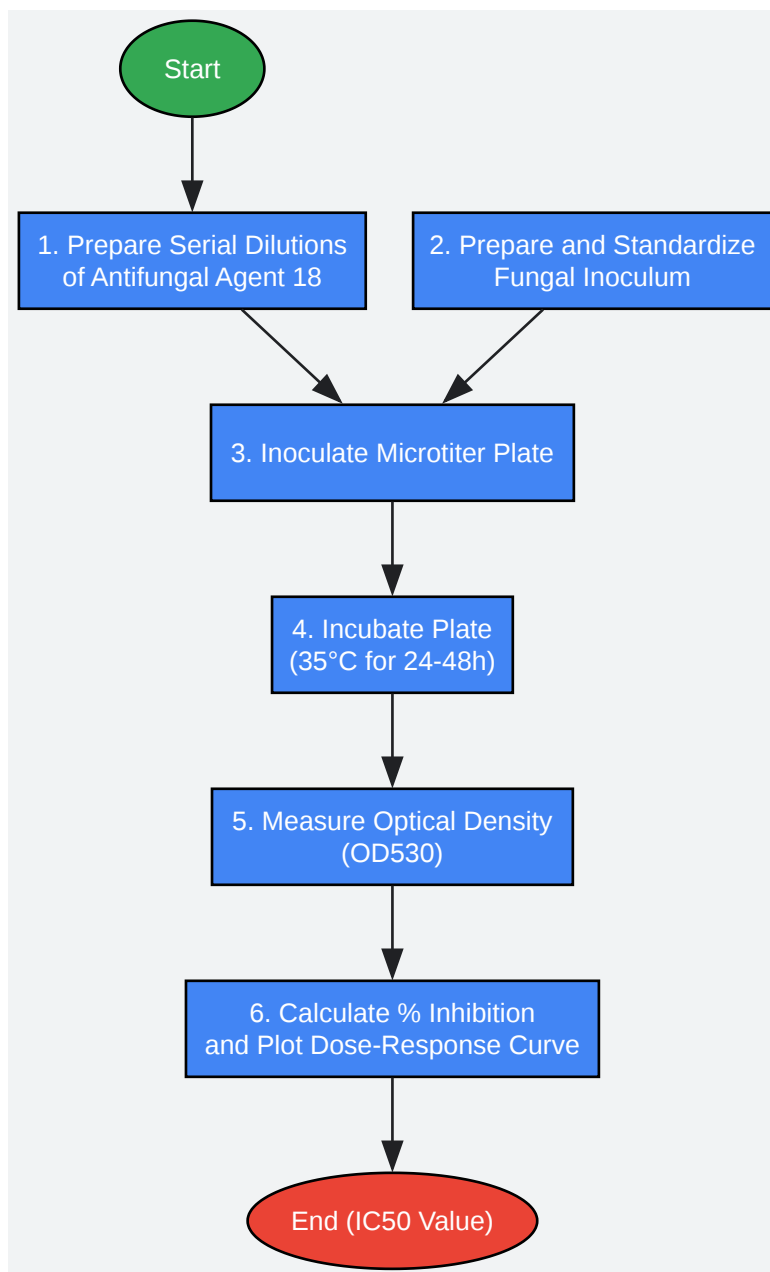 Start
1. Prepare Serial Dilutions
of Antifungal Agent 18
2. Prepare and Standardize
Fungal Inoculum
3. Inoculate Microtiter Plate
4. Incubate Plate
(35°C for 24-48h)
5. Measure Optical Density
(OD530)
6. Calculate % Inhibition
and Plot Dose-Response Curve
End (IC50 Value)